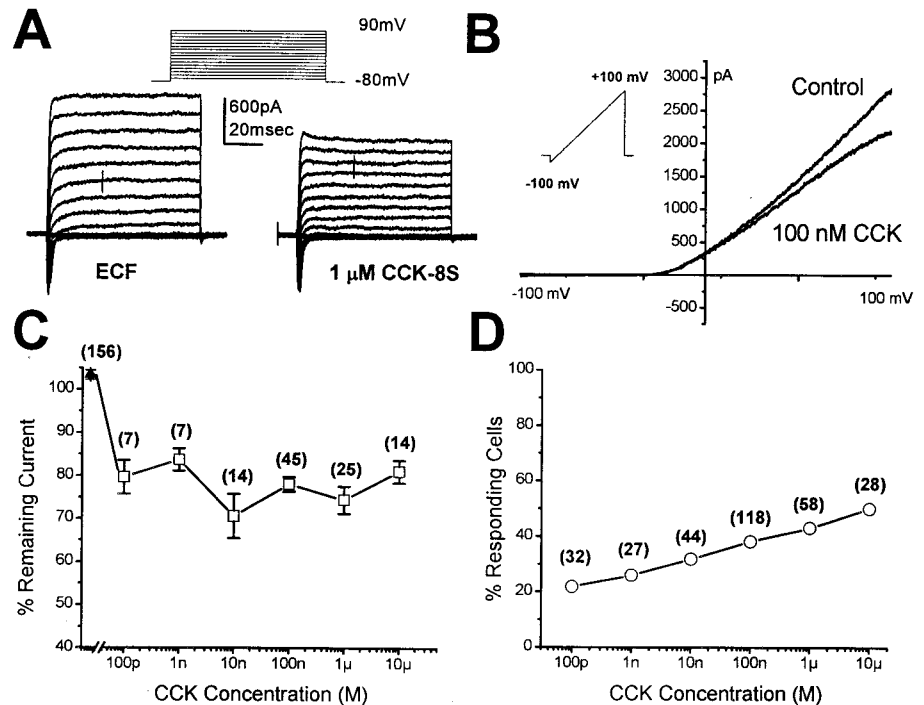 A
90mV
-80mV
600pA
20msec
ECF
1 μM CCK-8S
B
3000
pA
2500
2000
1500
1000
500
-500
+100 mV
-100 mV
Control
100 nM CCK
-100 mV
100 mV
C
(156)
(7)
(7)
(14)
(45)
(25)
(14)
100
90
80
70
60
50
40
% Remaining Current
100p
1n
10n
100n
1μ
10μ
CCK Concentration (M)
D
100
80
60
40
20
0
% Responding Cells
(32)
(27)
(44)
(118)
(58)
(28)
100p
1n
10n
100n
1μ
10μ
CCK Concentration (M)